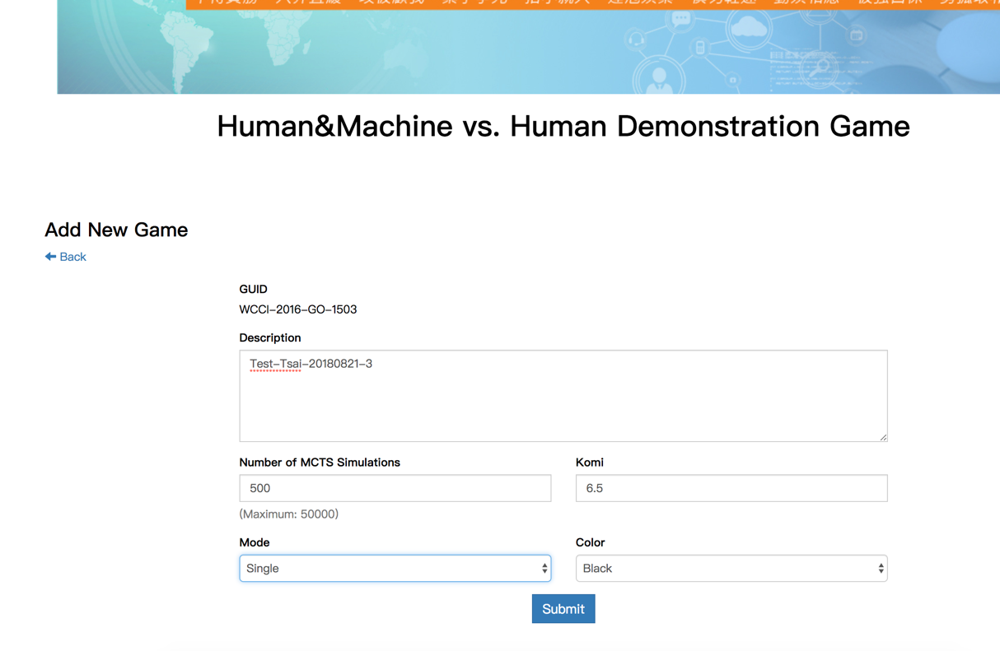 Human&Machine vs. Human Demonstration Game
Add New Game
Back
GUID
WCCI-2016-GO-1503
Description
Test-Tsai-20180821-3
Number of MCTS Simulations
Komi
500
6.5
(Maximum: 50000)
Mode
Color
Single
Black
Submit